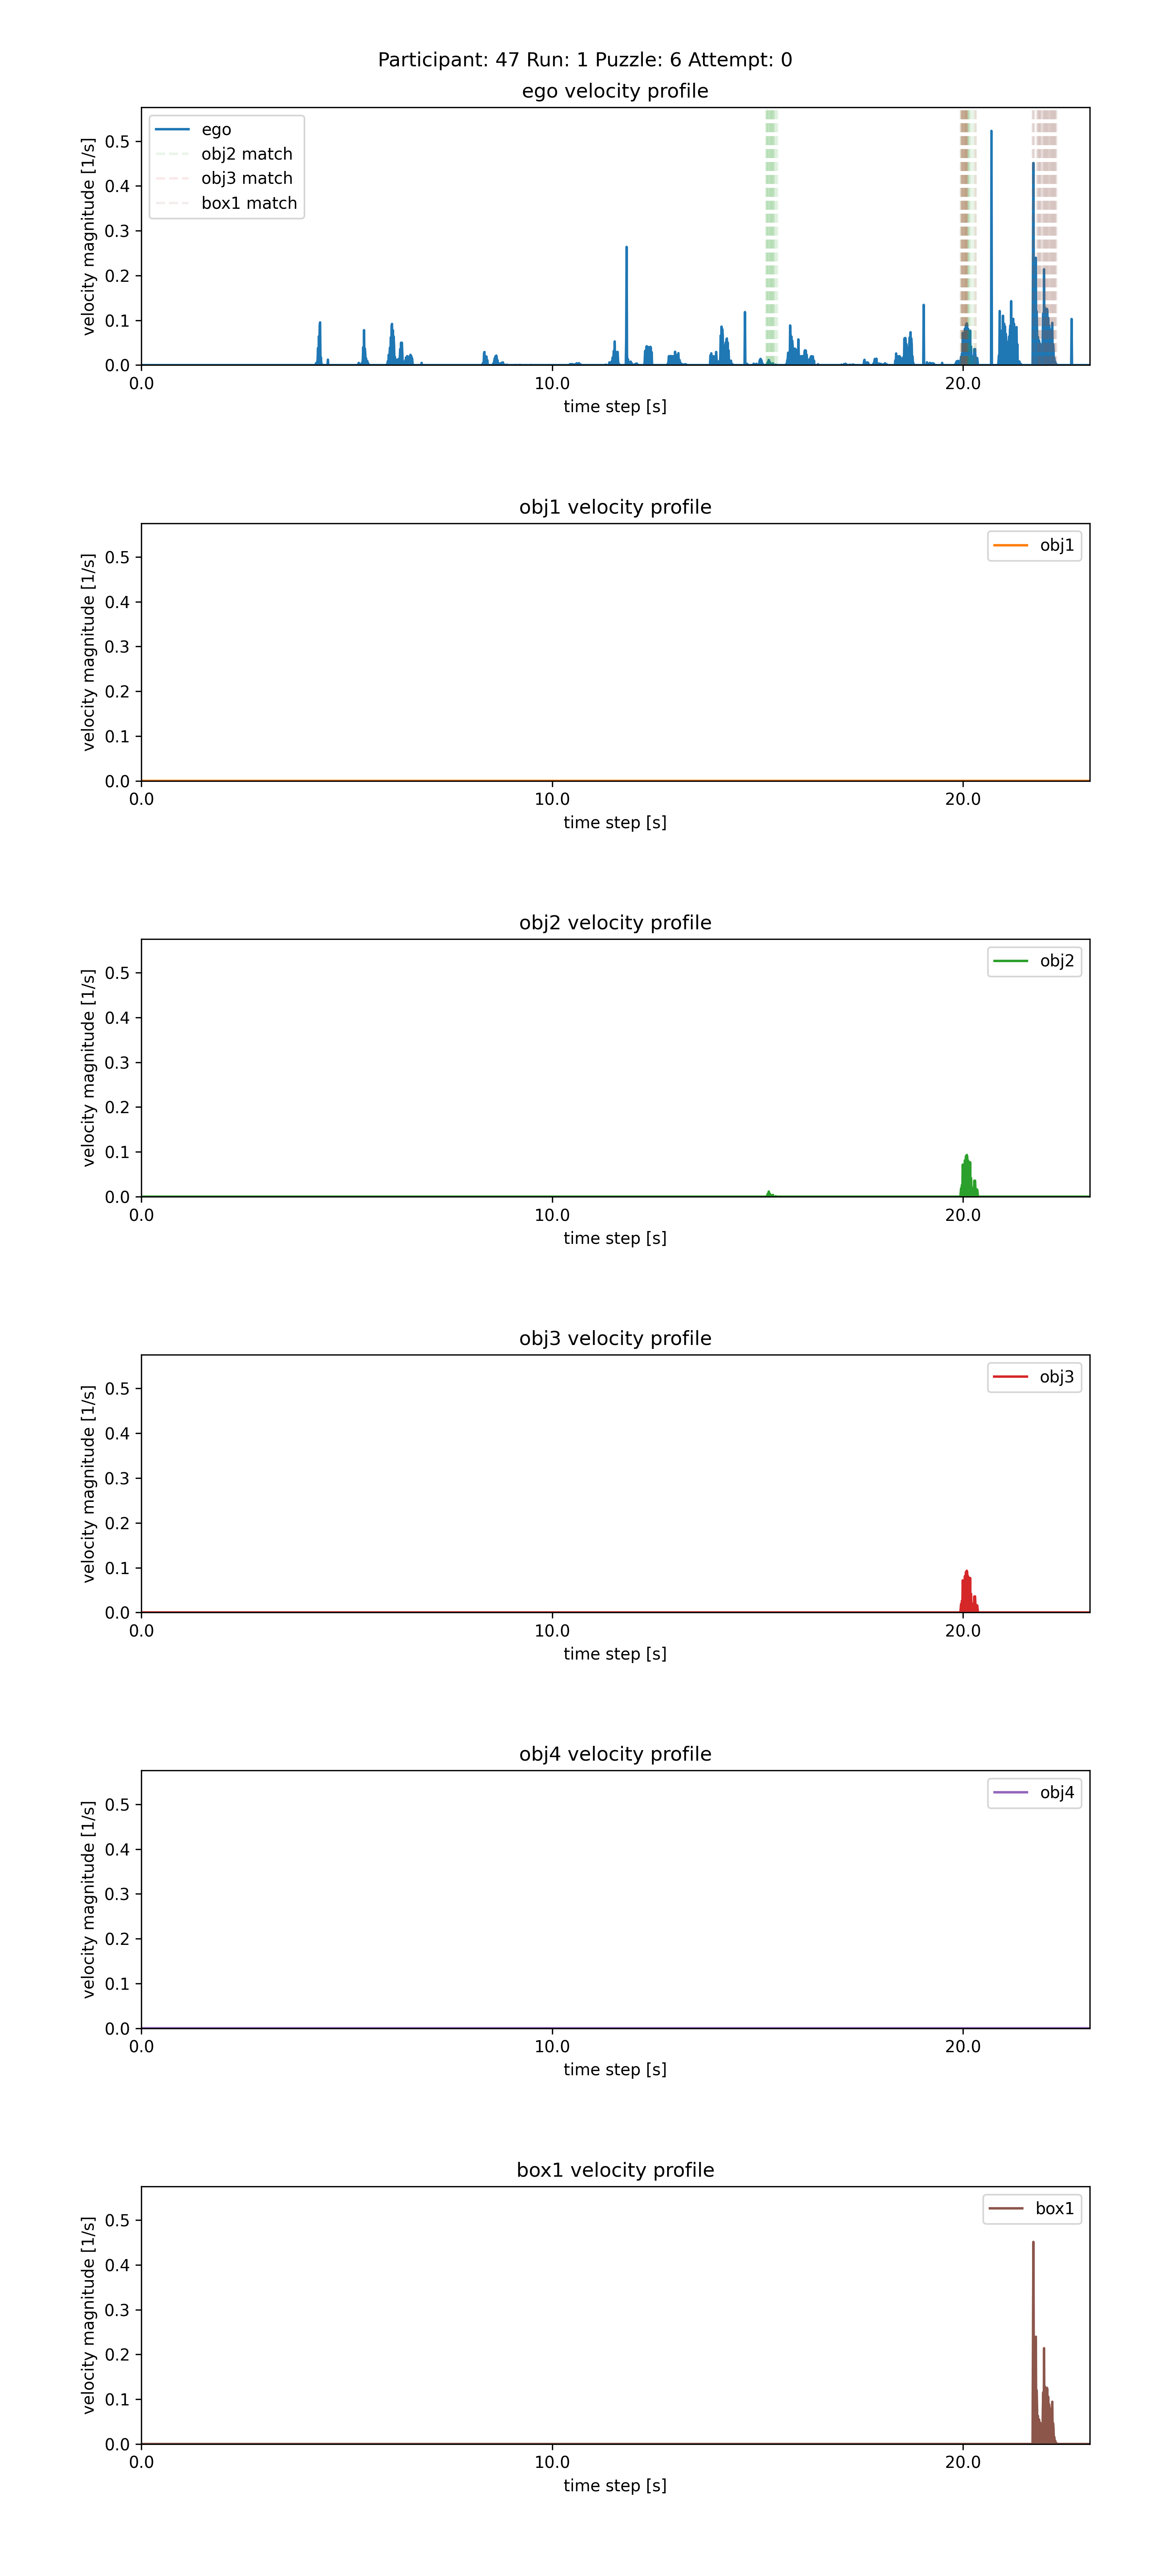 Participant: 47 Run: 1 Puzzle: 6 Attempt: 0
ego velocity profile
velocity magnitude [1/s]
0.5
0.4
0.3
0.2
0.1
0.0
ego
obj2 match
obj3 match
box1 match
0.0 10.0 20.0
time step [s]
obj1 velocity profile
velocity magnitude [1/s]
0.5
0.4
0.3
0.2
0.1
0.0
obj1
0.0 10.0 20.0
time step [s]
obj2 velocity profile
velocity magnitude [1/s]
0.5
0.4
0.3
0.2
0.1
0.0
obj2
0.0 10.0 20.0
time step [s]
obj3 velocity profile
velocity magnitude [1/s]
0.5
0.4
0.3
0.2
0.1
0.0
obj3
0.0 10.0 20.0
time step [s]
obj4 velocity profile
velocity magnitude [1/s]
0.5
0.4
0.3
0.2
0.1
0.0
obj4
0.0 10.0 20.0
time step [s]
box1 velocity profile
velocity magnitude [1/s]
0.5
0.4
0.3
0.2
0.1
0.0
box1
0.0 10.0 20.0
time step [s]